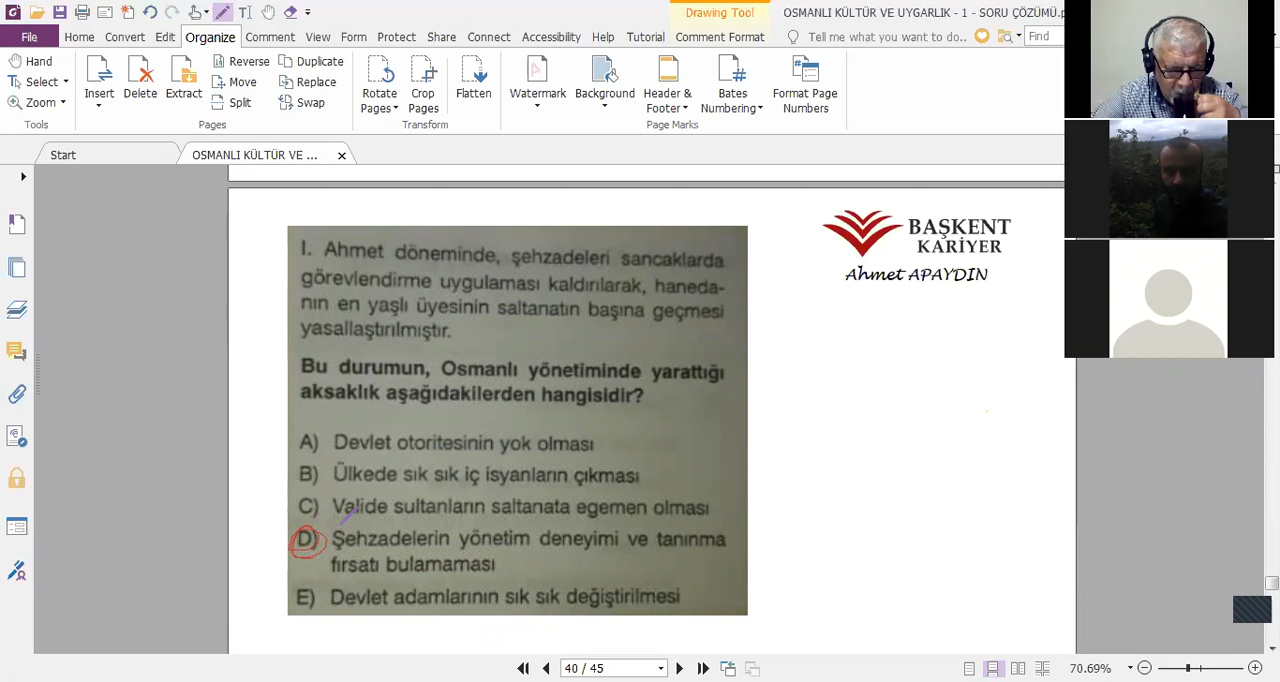 OSMANLI KÜLTÜR VE UYGARLIK - 1 - SORU ÇÖZÜMÜ.p
Drawing Tool
File Home Convert Edit Organize Comment View Form Protect Share Connect Accessibility Help Tutorial Comment Format Tell me what you want to do.. Find
Hand
Select
Zoom
Tools
Insert
Delete
Extract
Reverse
Move
Split
Duplicate
Replace
Swap
Pages
Rotate Pages
Crop Pages
Flatten
Transform
Watermark
Background
Header & Footer
Bates Numbering
Format Page Numbers
Page Marks
Start
OSMANLI KÜLTÜR VE ...
BAŞKENT
KARİYER
Ahmet APAYDIN
I. Ahmet döneminde, şehzadeleri sancaklarda
görevlendirme uygulaması kaldırılarak, haneda-
nın en yaşlı üyesinin saltanatın başına geçmesi
yasallaştırılmıştır.
Bu durumun, Osmanlı yönetiminde yarattığı
aksaklık aşağıdakilerden hangisidir?
A) Devlet otoritesinin yok olması
B) Ülkede sık sık iç isyanların çıkması
C) Valide sultanların saltanata egemen olması
D) Şehzadelerin yönetim deneyimi ve tanınma
fırsatı bulamaması
E) Devlet adamlarının sık sık değiştirilmesi
40 / 45
70.69%